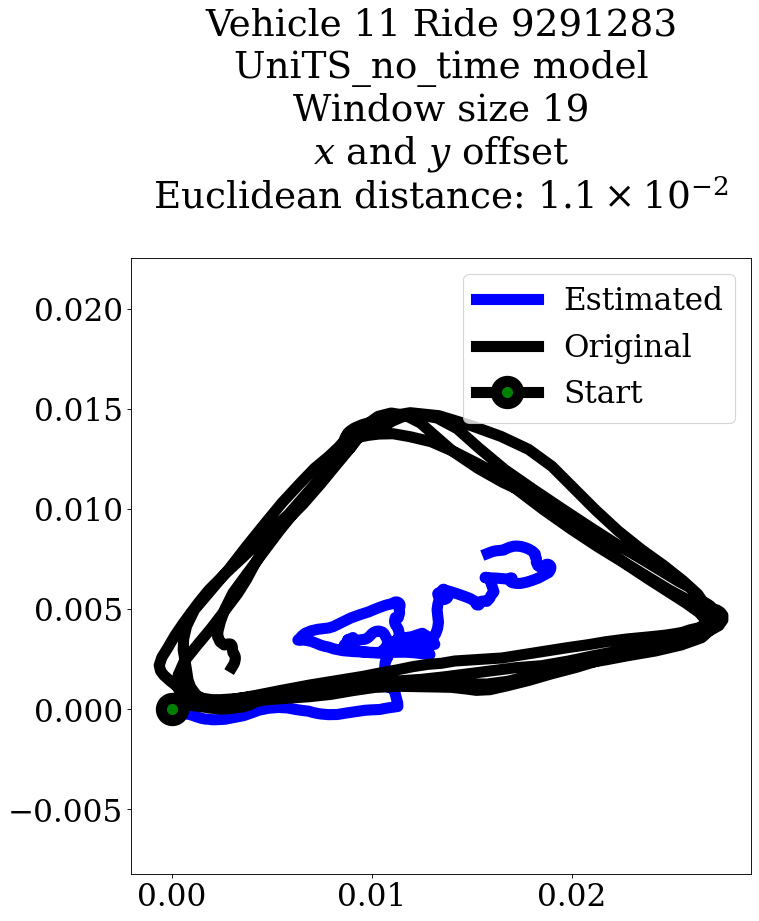 Vehicle 11 Ride 9291283
UniTS_no_time model
Window size 19
x and y offset
Euclidean distance: 1.1 × 10⁻²
Estimated
Original
Start
0.020
0.015
0.010
0.005
0.000
−0.005
0.00 0.01 0.02